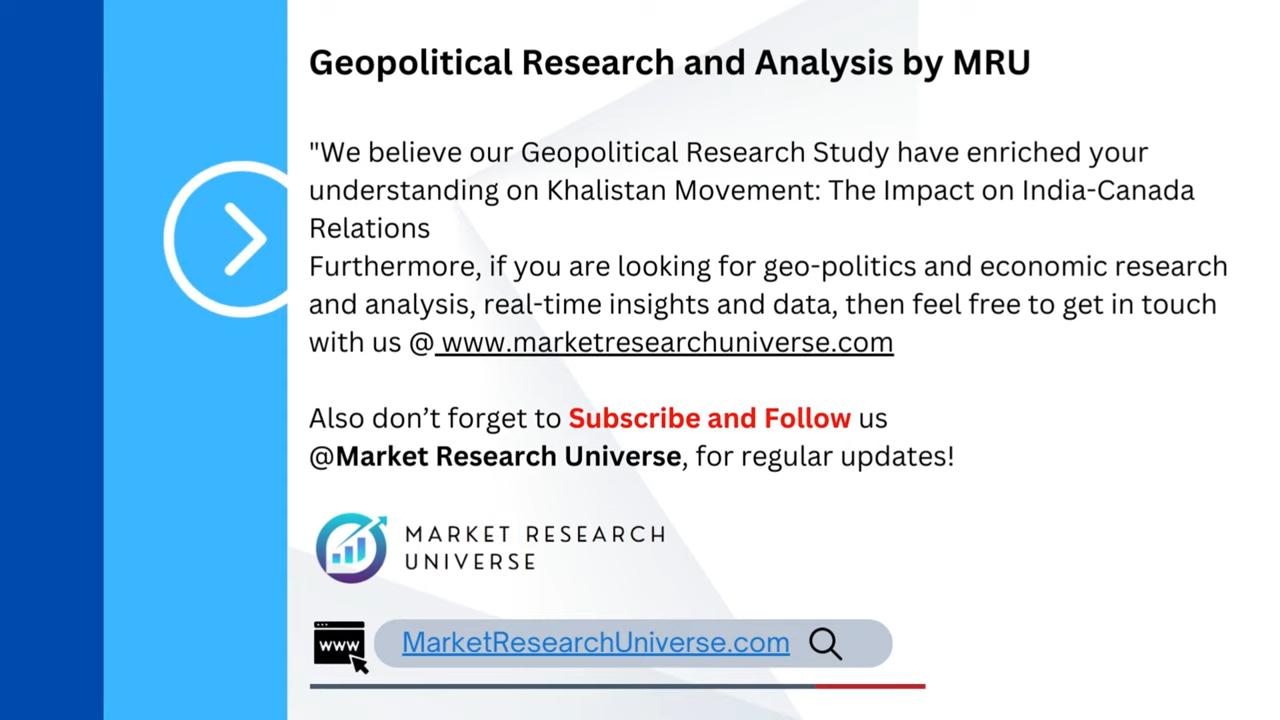 Geopolitical Research and Analysis by MRU
"We believe our Geopolitical Research Study have enriched your
understanding on Khalistan Movement: The Impact on India-Canada
Relations
Furthermore, if you are looking for geo-politics and economic research
and analysis, real-time insights and data, then feel free to get in touch
with us @ www.marketresearchuniverse.com
Also don’t forget to Subscribe and Follow us
@Market Research Universe, for regular updates!
MARKET RESEARCH
UNIVERSE
WWW
MarketResearchUniverse.com